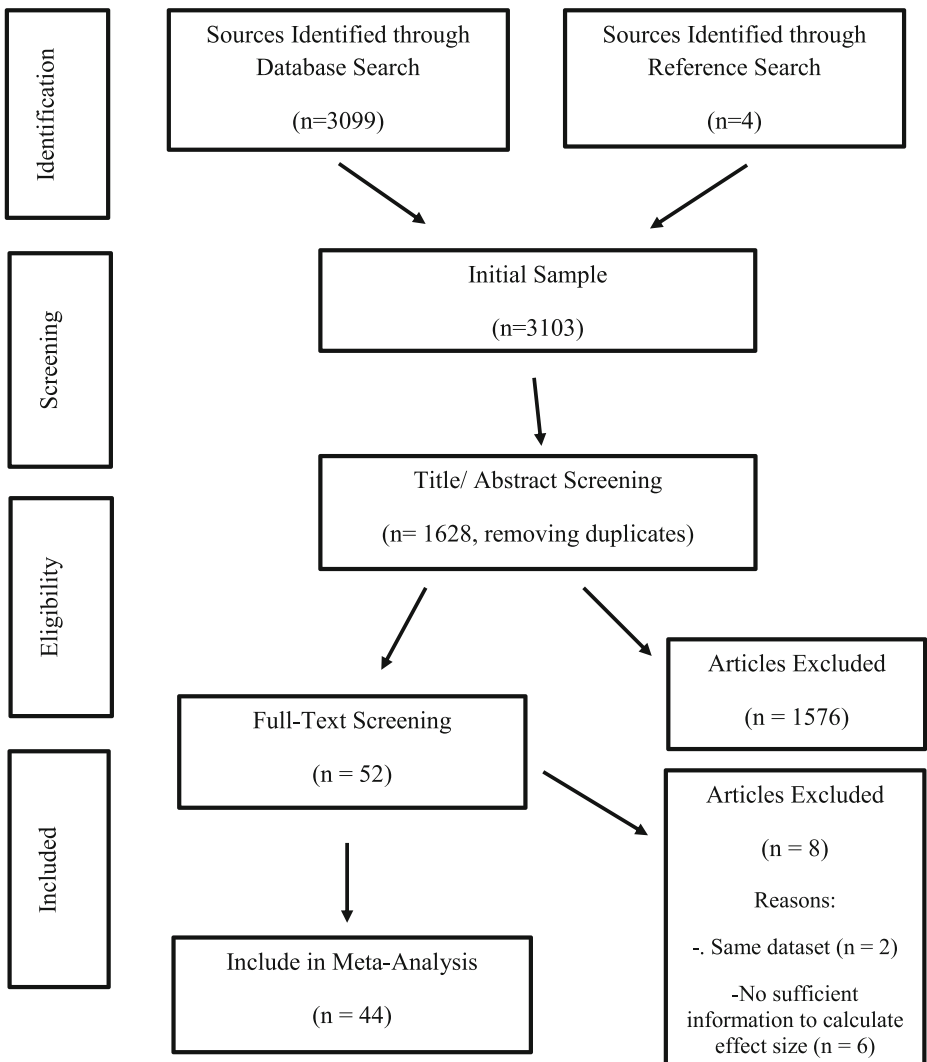 Identification
Sources Identified through
Database Search
(n=3099)
Sources Identified through
Reference Search
(n=4)
Screening
Initial Sample
(n=3103)
Title/ Abstract Screening
(n= 1628, removing duplicates)
Eligibility
Articles Excluded
(n = 1576)
Full-Text Screening
(n = 52)
Included
Articles Excluded
(n = 8)
Reasons:
-. Same dataset (n = 2)
-No sufficient
information to calculate
effect size (n = 6)
Include in Meta-Analysis
(n = 44)